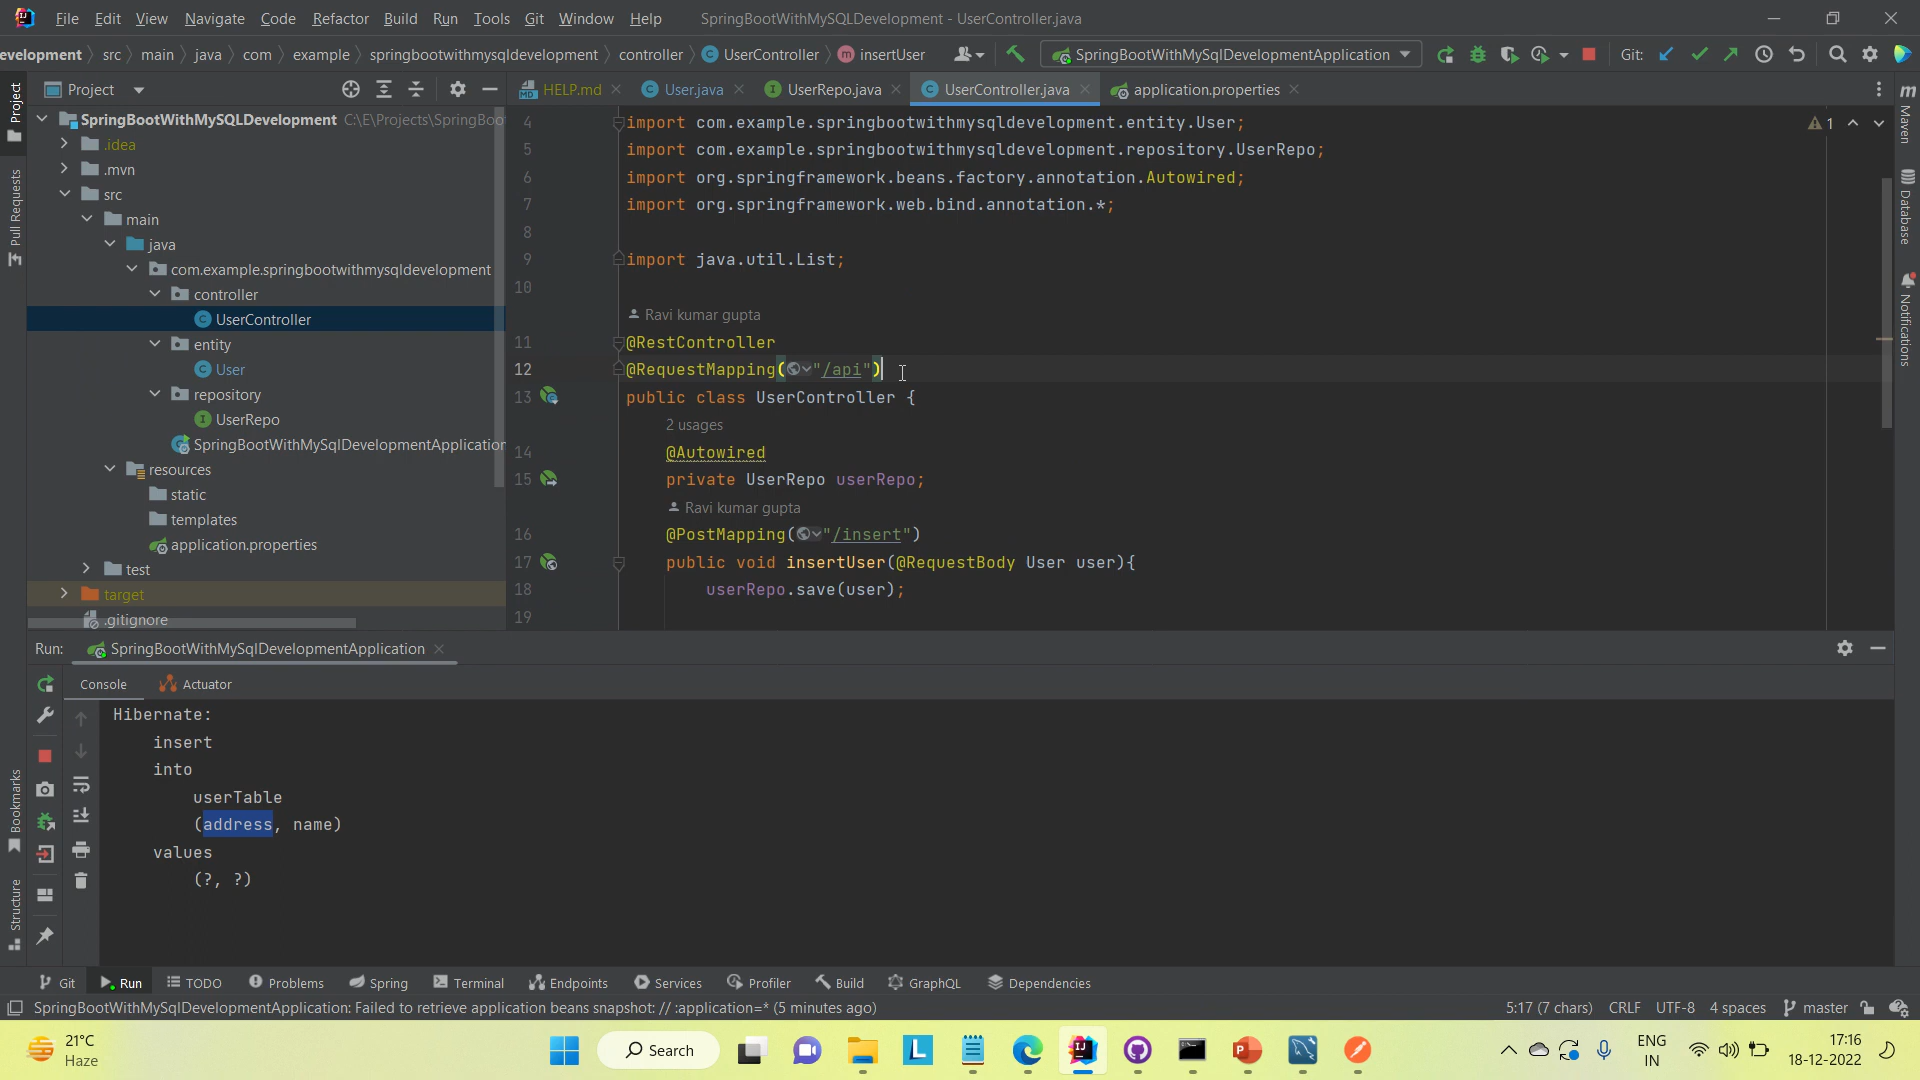 File Edit View Navigate Code Refactor Build Run Tools Git Window Help SpringBootWithMySQLDevelopment - UserController.java
evelopment src main java com example springbootwithmysqldevelopment controller UserController insertUser SpringBootWithMySqlDevelopmentApplication Git:
Project HELP.md User.java UserRepo.java UserController.java application.properties
SpringBootWithMySQLDevelopment C:\E\Projects\SpringBoo
.idea
.mvn
src
main
java
com.example.springbootwithmysqldevelopment
controller
UserController
entity
User
repository
UserRepo
SpringBootWithMySqlDevelopmentApplication
resources
static
templates
application.properties
test
target
.gitignore
4 import com.example.springbootwithmysqldevelopment.entity.User;
5 import com.example.springbootwithmysqldevelopment.repository.UserRepo;
6 import org.springframework.beans.factory.annotation.Autowired;
7 import org.springframework.web.bind.annotation.*;
8
9 import java.util.List;
10
Ravi kumar gupta
11 @RestController
12 @RequestMapping("/api")
13 public class UserController {
2 usages
14 @Autowired
15 private UserRepo userRepo;
Ravi kumar gupta
16 @PostMapping("/insert")
17 public void insertUser(@RequestBody User user){
18 userRepo.save(user);
19
1
Project
Pull Requests
Bookmarks
Structure
Maven
Database
Notifications
Run: SpringBootWithMySqlDevelopmentApplication
Console Actuator
Hibernate:
insert
into
userTable
(address, name)
values
(?, ?)
Git Run TODO Problems Spring Terminal Endpoints Services Profiler Build GraphQL Dependencies
SpringBootWithMySqlDevelopmentApplication: Failed to retrieve application beans snapshot: // :application=* (5 minutes ago) 5:17 (7 chars) CRLF UTF-8 4 spaces master
21°C
Haze
Search
ENG
IN
17:16
18-12-2022